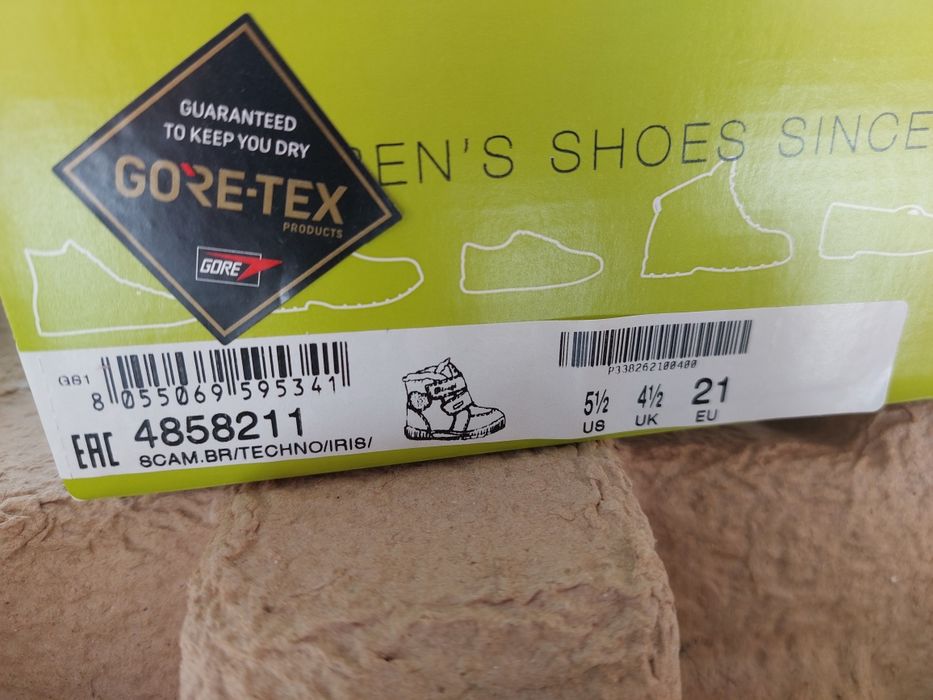 GUARANTEED
TO KEEP YOU DRY
GORE-TEX
PRODUCTS
GORE
EN'S SHOES SINCE
GS1
8 055069 595341
EAC
4858211
SCAM.BR/TECHNO/IRIS/
P338262100400
5½ 4½ 21
US UK EU